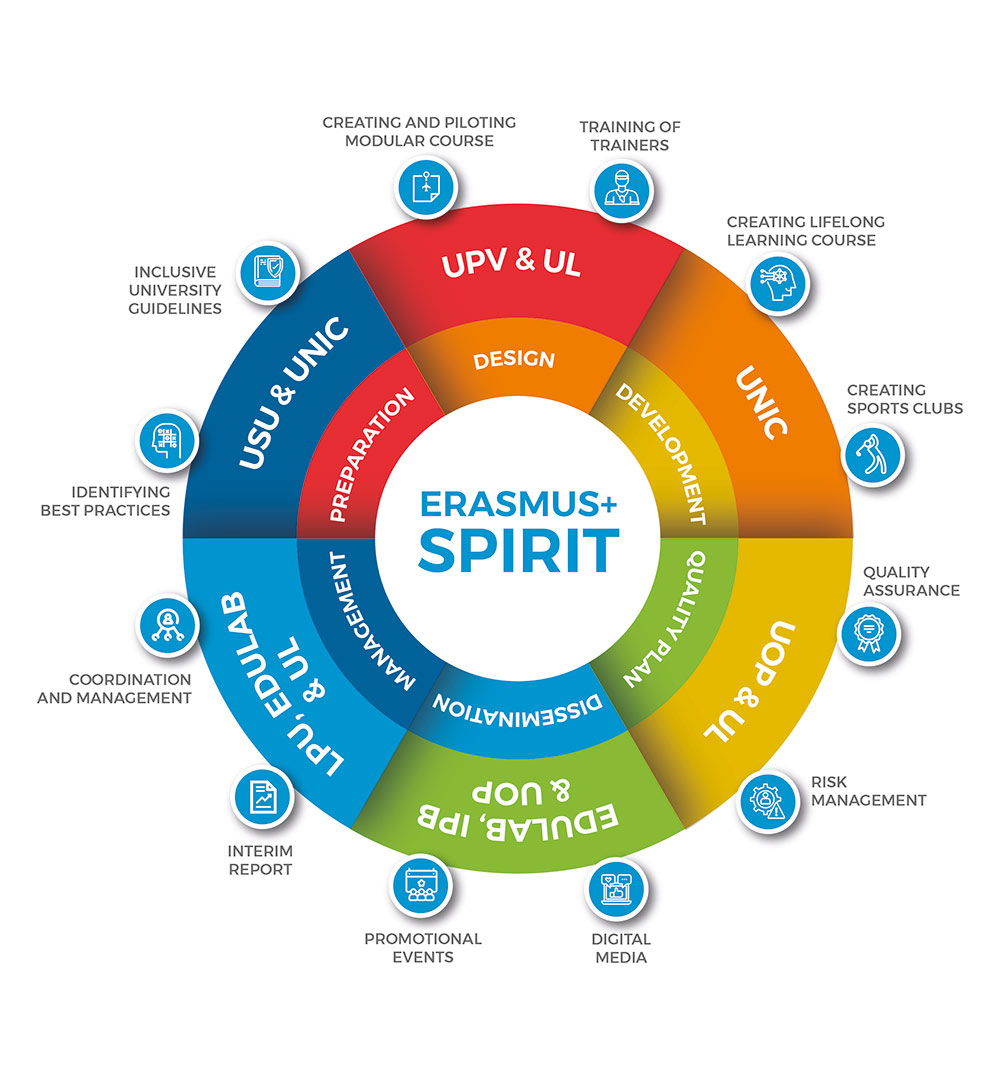 CREATING AND PILOTING
MODULAR COURSE
TRAINING OF
TRAINERS
CREATING LIFELONG
LEARNING COURSE
INCLUSIVE
UNIVERSITY
GUIDELINES
CREATING
SPORTS CLUBS
IDENTIFYING
BEST PRACTICES
QUALITY
ASSURANCE
COORDINATION
AND MANAGEMENT
RISK
MANAGEMENT
INTERIM
REPORT
PROMOTIONAL
EVENTS
DIGITAL
MEDIA
UPV & UL
UNIC
UOP & UL
EDULAB, IPB
& UOP
LPU, EDULAB
& UL
USU & UNIC
DESIGN
DEVELOPMENT
QUALITY PLAN
DISSEMINATION
MANAGEMENT
PREPARATION
ERASMUS+
SPIRIT